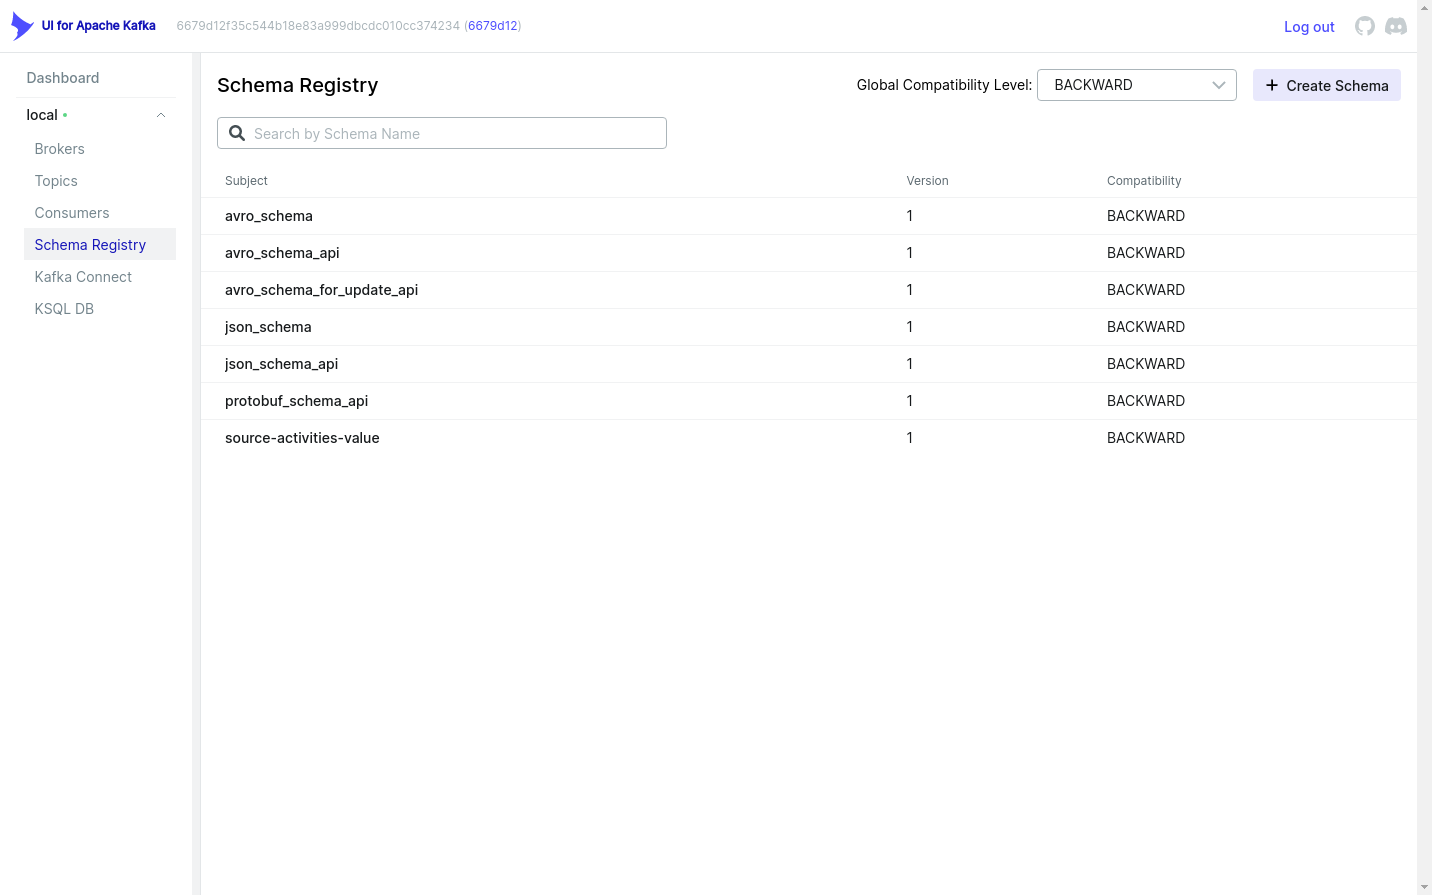 UI for Apache Kafka 6679d12f35c544b18e83a999dbcdc010cc374234 (6679d12) Log out
Dashboard
local
Brokers
Topics
Consumers
Schema Registry
Kafka Connect
KSQL DB
Schema Registry Global Compatibility Level: BACKWARD Create Schema
Search by Schema Name
Subject Version Compatibility
avro_schema 1 BACKWARD
avro_schema_api 1 BACKWARD
avro_schema_for_update_api 1 BACKWARD
json_schema 1 BACKWARD
json_schema_api 1 BACKWARD
protobuf_schema_api 1 BACKWARD
source-activities-value 1 BACKWARD